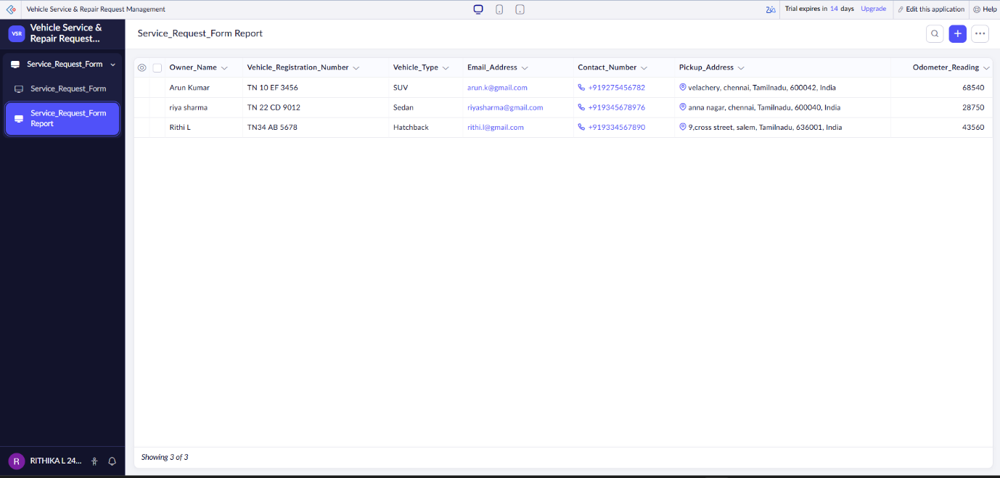 Vehicle Service & Repair Request Management
Trial expires in 14 days Upgrade
Edit this application
Help
VSR
Vehicle Service &
Repair Request...
Service_Request_Form
Service_Request_Form
Service_Request_Form
Report
Service_Request_Form Report
Owner_Name Vehicle_Registration_Number Vehicle_Type Email_Address Contact_Number Pickup_Address Odometer_Reading
Arun Kumar TN 10 EF 3456 SUV arun.k@gmail.com +919275456782 velachery, chennai, Tamilnadu, 600042, India 68540
riya sharma TN 22 CD 9012 Sedan riyasharma@gmail.com +919345678976 anna nagar, chennai, Tamilnadu, 600040, India 28750
Rithi L TN34 AB 5678 Hatchback rithi.l@gmail.com +919334567890 9,cross street, salem, Tamilnadu, 636001, India 43560
Showing 3 of 3
R RITHIKA L 24...